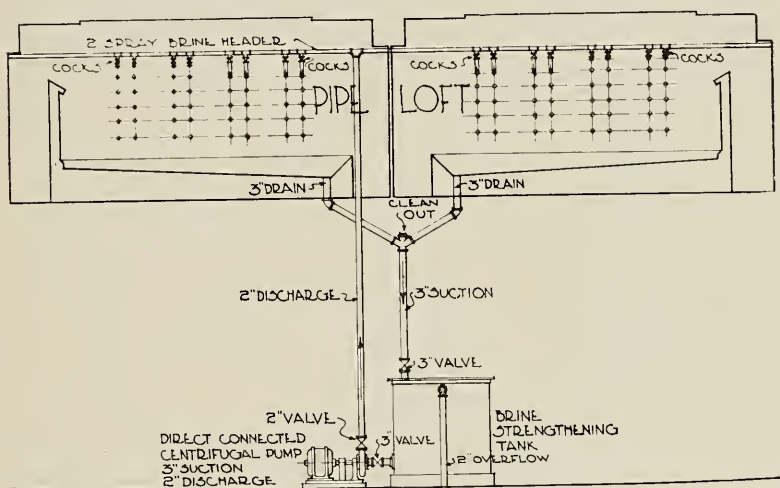 2 SPRAY BRINE HEADER
COCKS
COCKS
COCKS
COCKS
PIPE LOFT
3" DRAIN
3" DRAIN
CLEAN
OUT
2" DISCHARGE
3" SUCTION
3" VALVE
2" VALVE
3" VALVE
BRINE
STRENGTHENING
TANK
2" OVERFLOW
DIRECT CONNECTED
CENTRIFUGAL PUMP
3" SUCTION
2" DISCHARGE